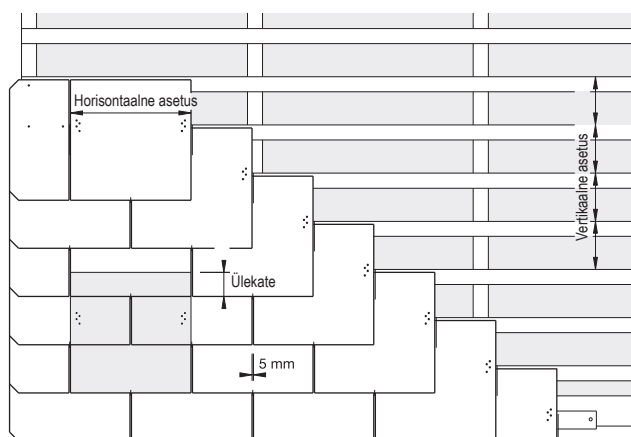 Horisontaalne asetus
Vertikaalne asetus
Ülekate
5 mm